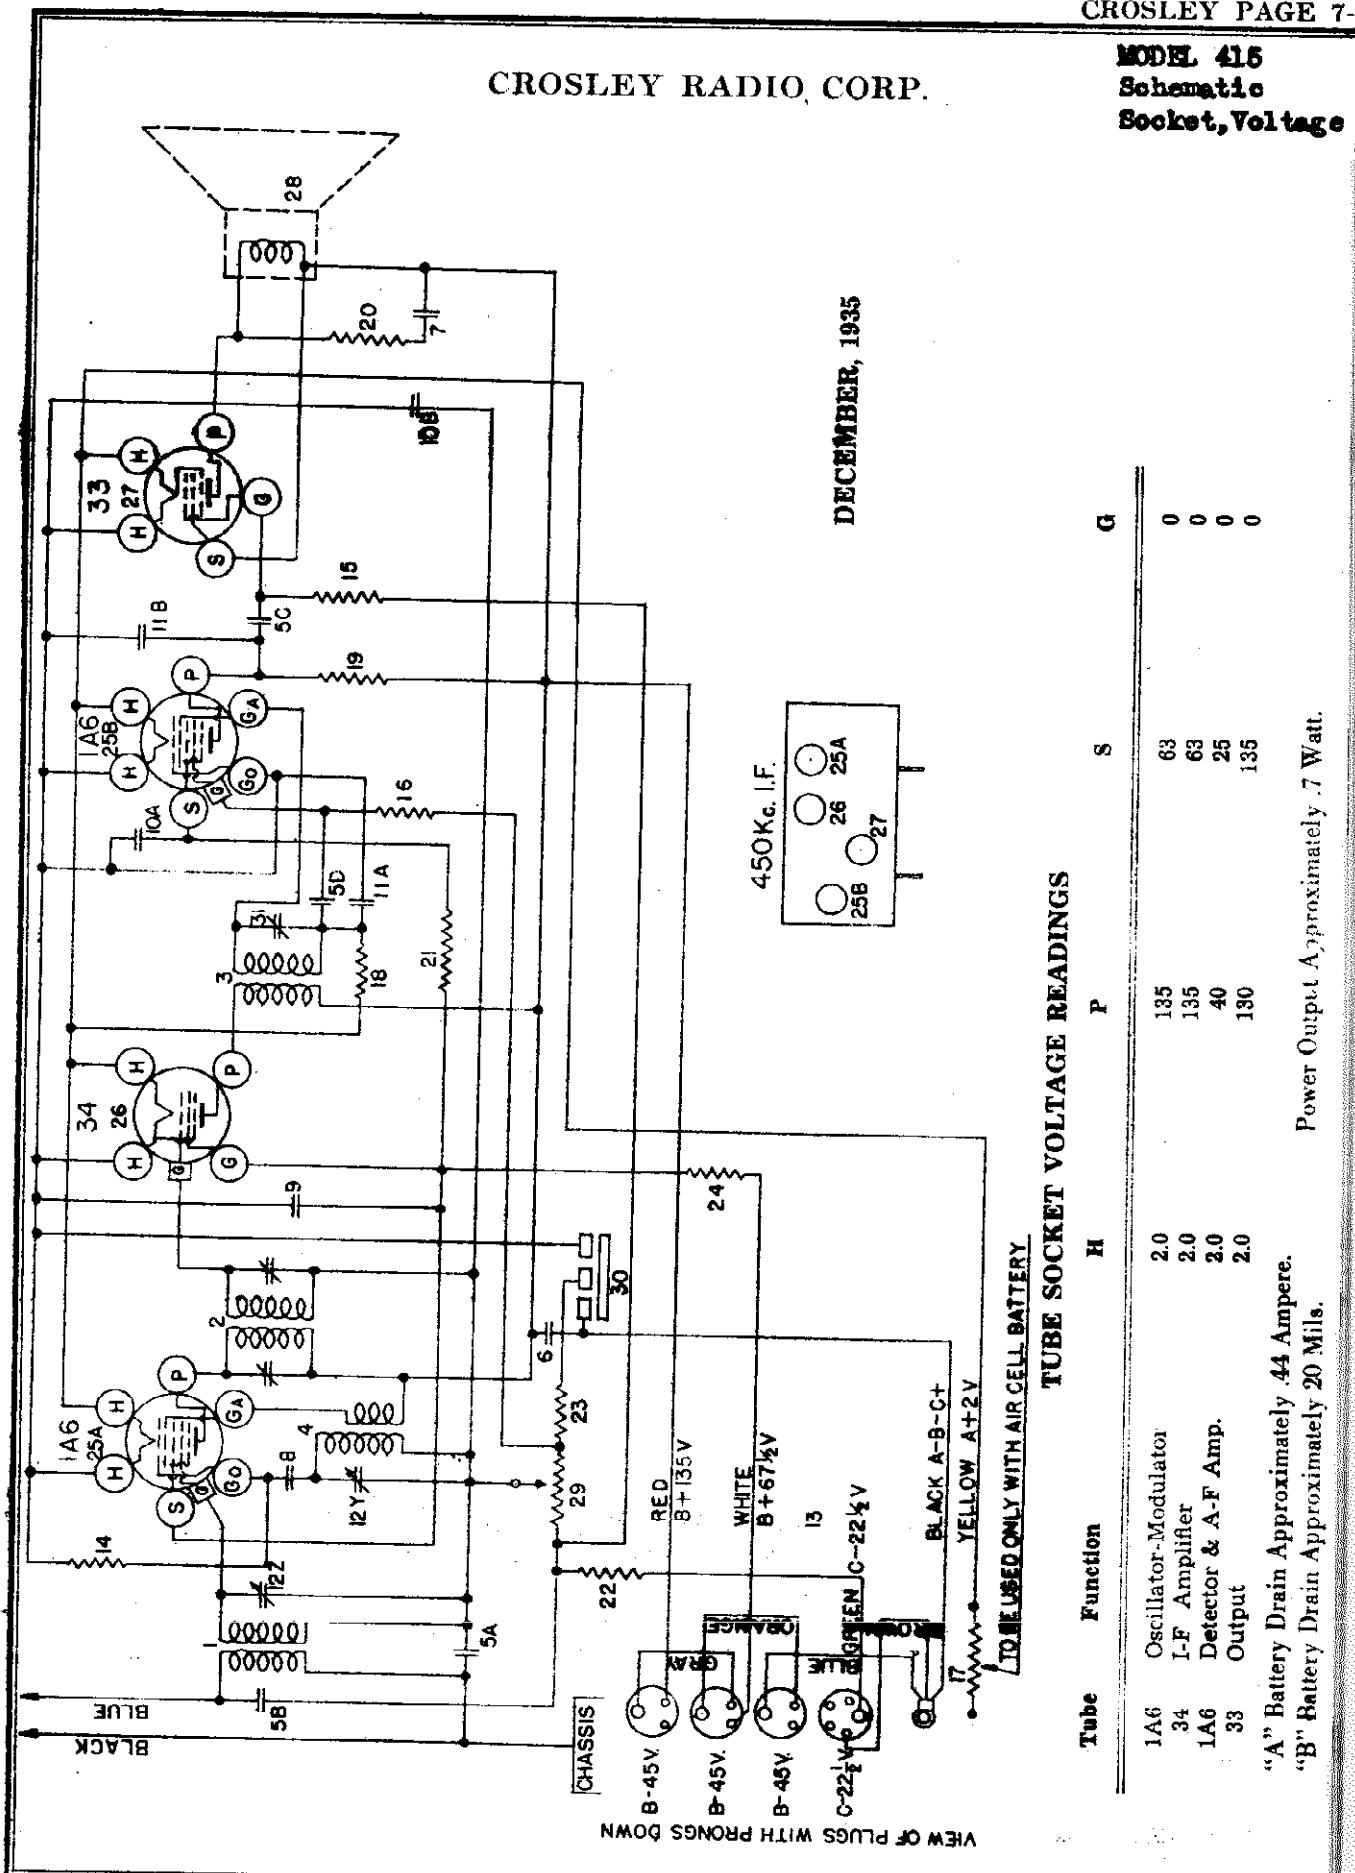 CROSLEY PAGE 7-
MODEL 415
Schematic
Socket,Voltage
CROSLEY RADIO CORP.
28
20
7
33
27
H
H
P
G
S
10B
15
5C
11B
19
1A6
25B
H
H
P
GA
GO
G
S
10A
16
5D
11A
31
3
18
21
34
26
H
H
P
G
G
9
24
2
6
30
1A6
25A
H
H
P
GA
GO
G
S
4
8
12Y
23
29
14
12Z
1
5A
22
5B
BLUE
BLACK
CHASSIS
RED
B+135V
WHITE
B+67½V
13
GREEN C-22½V
BLACK A-B-C+
YELLOW A+2V
17
TO BE USED ONLY WITH AIR CELL BATTERY
GRAY
ORANGE
BLUE
BROWN
B-45V.
B-45V.
B-45V.
C-22½V.
VIEW OF PLUGS WITH PRONGS DOWN
DECEMBER, 1935
450Kc. I.F.
25A
26
27
25B
TUBE SOCKET VOLTAGE READINGS
Tube Function H P S G
1A6 Oscillator-Modulator 2.0 135 63 0
34 I-F Amplifier 2.0 135 63 0
1A6 Detector & A-F Amp. 2.0 40 25 0
33 Output 2.0 130 135 0
"A" Battery Drain Approximately .44 Ampere.
"B" Battery Drain Approximately 20 Mils.
Power Output Approximately .7 Watt.